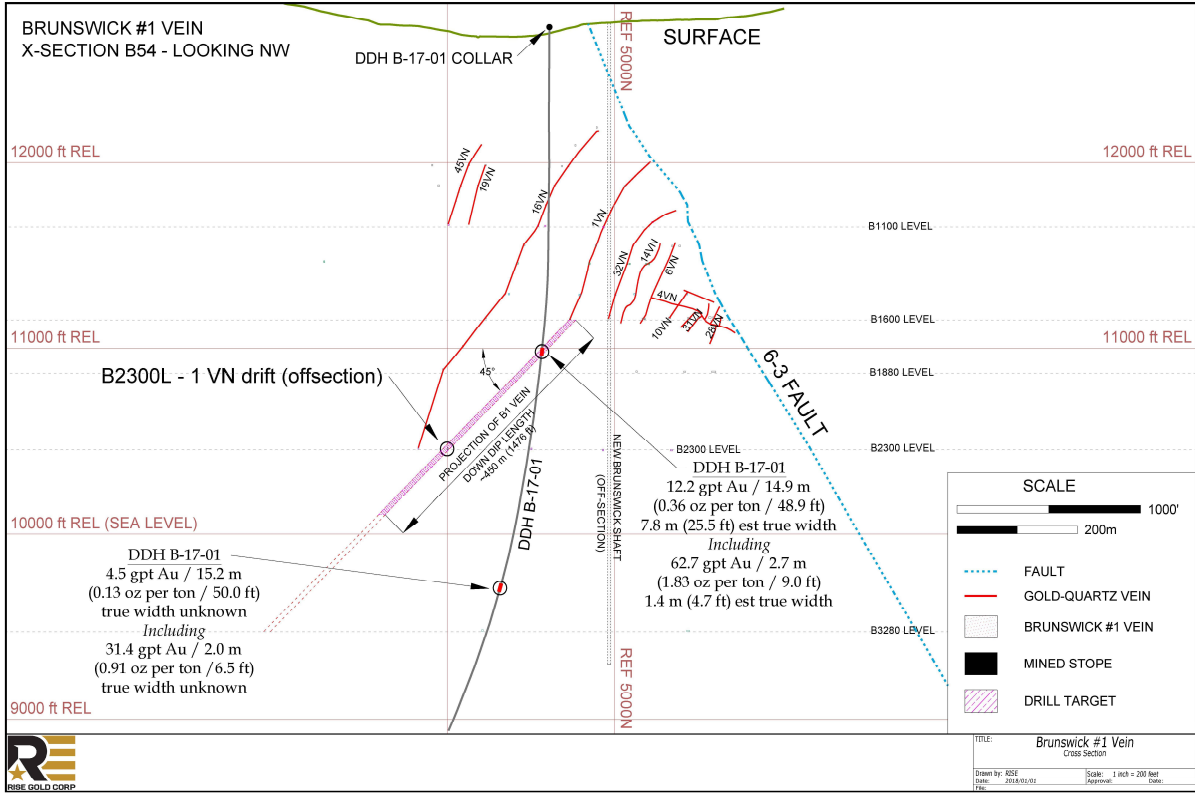 BRUNSWICK #1 VEIN
X-SECTION B54 - LOOKING NW
DDH B-17-01 COLLAR
REF 5000N
SURFACE
12000 ft REL
12000 ft REL
45VN
19VN
16VN
1VN
32VN
14VN
6VN
4VN
10VN
31VN
28VN
B1100 LEVEL
B1600 LEVEL
11000 ft REL
11000 ft REL
B1880 LEVEL
6-3 FAULT
B2300L - 1 VN drift (offsection)
45°
PROJECTION OF B1 VEIN
DOWN DIP LENGTH
~450 m (1476 ft)
DDH B-17-01
NEW BRUNSWICK SHAFT
(OFF-SECTION)
B2300 LEVEL
B2300 LEVEL
DDH B-17-01
12.2 gpt Au / 14.9 m
(0.36 oz per ton / 48.9 ft)
7.8 m (25.5 ft) est true width
Including
62.7 gpt Au / 2.7 m
(1.83 oz per ton / 9.0 ft)
1.4 m (4.7 ft) est true width
10000 ft REL (SEA LEVEL)
DDH B-17-01
4.5 gpt Au / 15.2 m
(0.13 oz per ton / 50.0 ft)
true width unknown
Including
31.4 gpt Au / 2.0 m
(0.91 oz per ton /6.5 ft)
true width unknown
B3280 LEVEL
REF 5000N
9000 ft REL
SCALE
1000'
200m
FAULT
GOLD-QUARTZ VEIN
BRUNSWICK #1 VEIN
MINED STOPE
DRILL TARGET
RISE GOLD CORP
TITLE:
Brunswick #1 Vein
Cross Section
Drawn by: RISE
Scale: 1 inch = 200 feet
Date: 2018/01/01
Approval:
Date:
File: